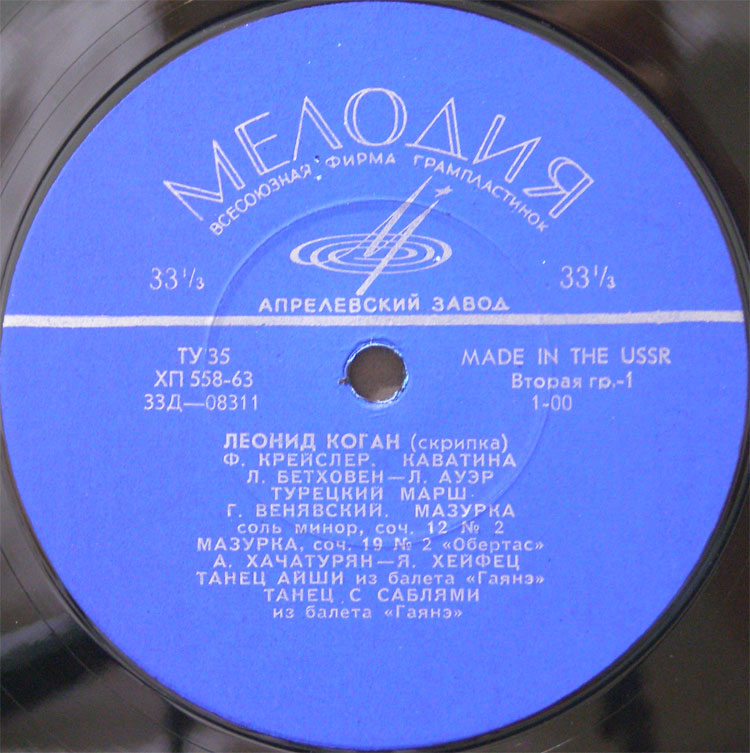 МЕЛОДИЯ
ВСЕСОЮЗНАЯ ФИРМА ГРАМПЛАСТИНОК
33⅓ 33⅓
АПРЕЛЕВСКИЙ ЗАВОД
ТУ 35 MADE IN THE USSR
ХП 558-63 Вторая гр.-1
33Д—08311 1-00
ЛЕОНИД КОГАН (скрипка)
Ф. КРЕЙСЛЕР. КАВАТИНА
Л. БЕТХОВЕН—Л. АУЭР
ТУРЕЦКИЙ МАРШ
Г. ВЕНЯВСКИЙ. МАЗУРКА
соль минор, соч. 12 № 2
МАЗУРКА, соч. 19 № 2 «Обертас»
А. ХАЧАТУРЯН—Я. ХЕЙФЕЦ
ТАНЕЦ АЙШИ из балета «Гаянэ»
ТАНЕЦ С САБЛЯМИ
из балета «Гаянэ»